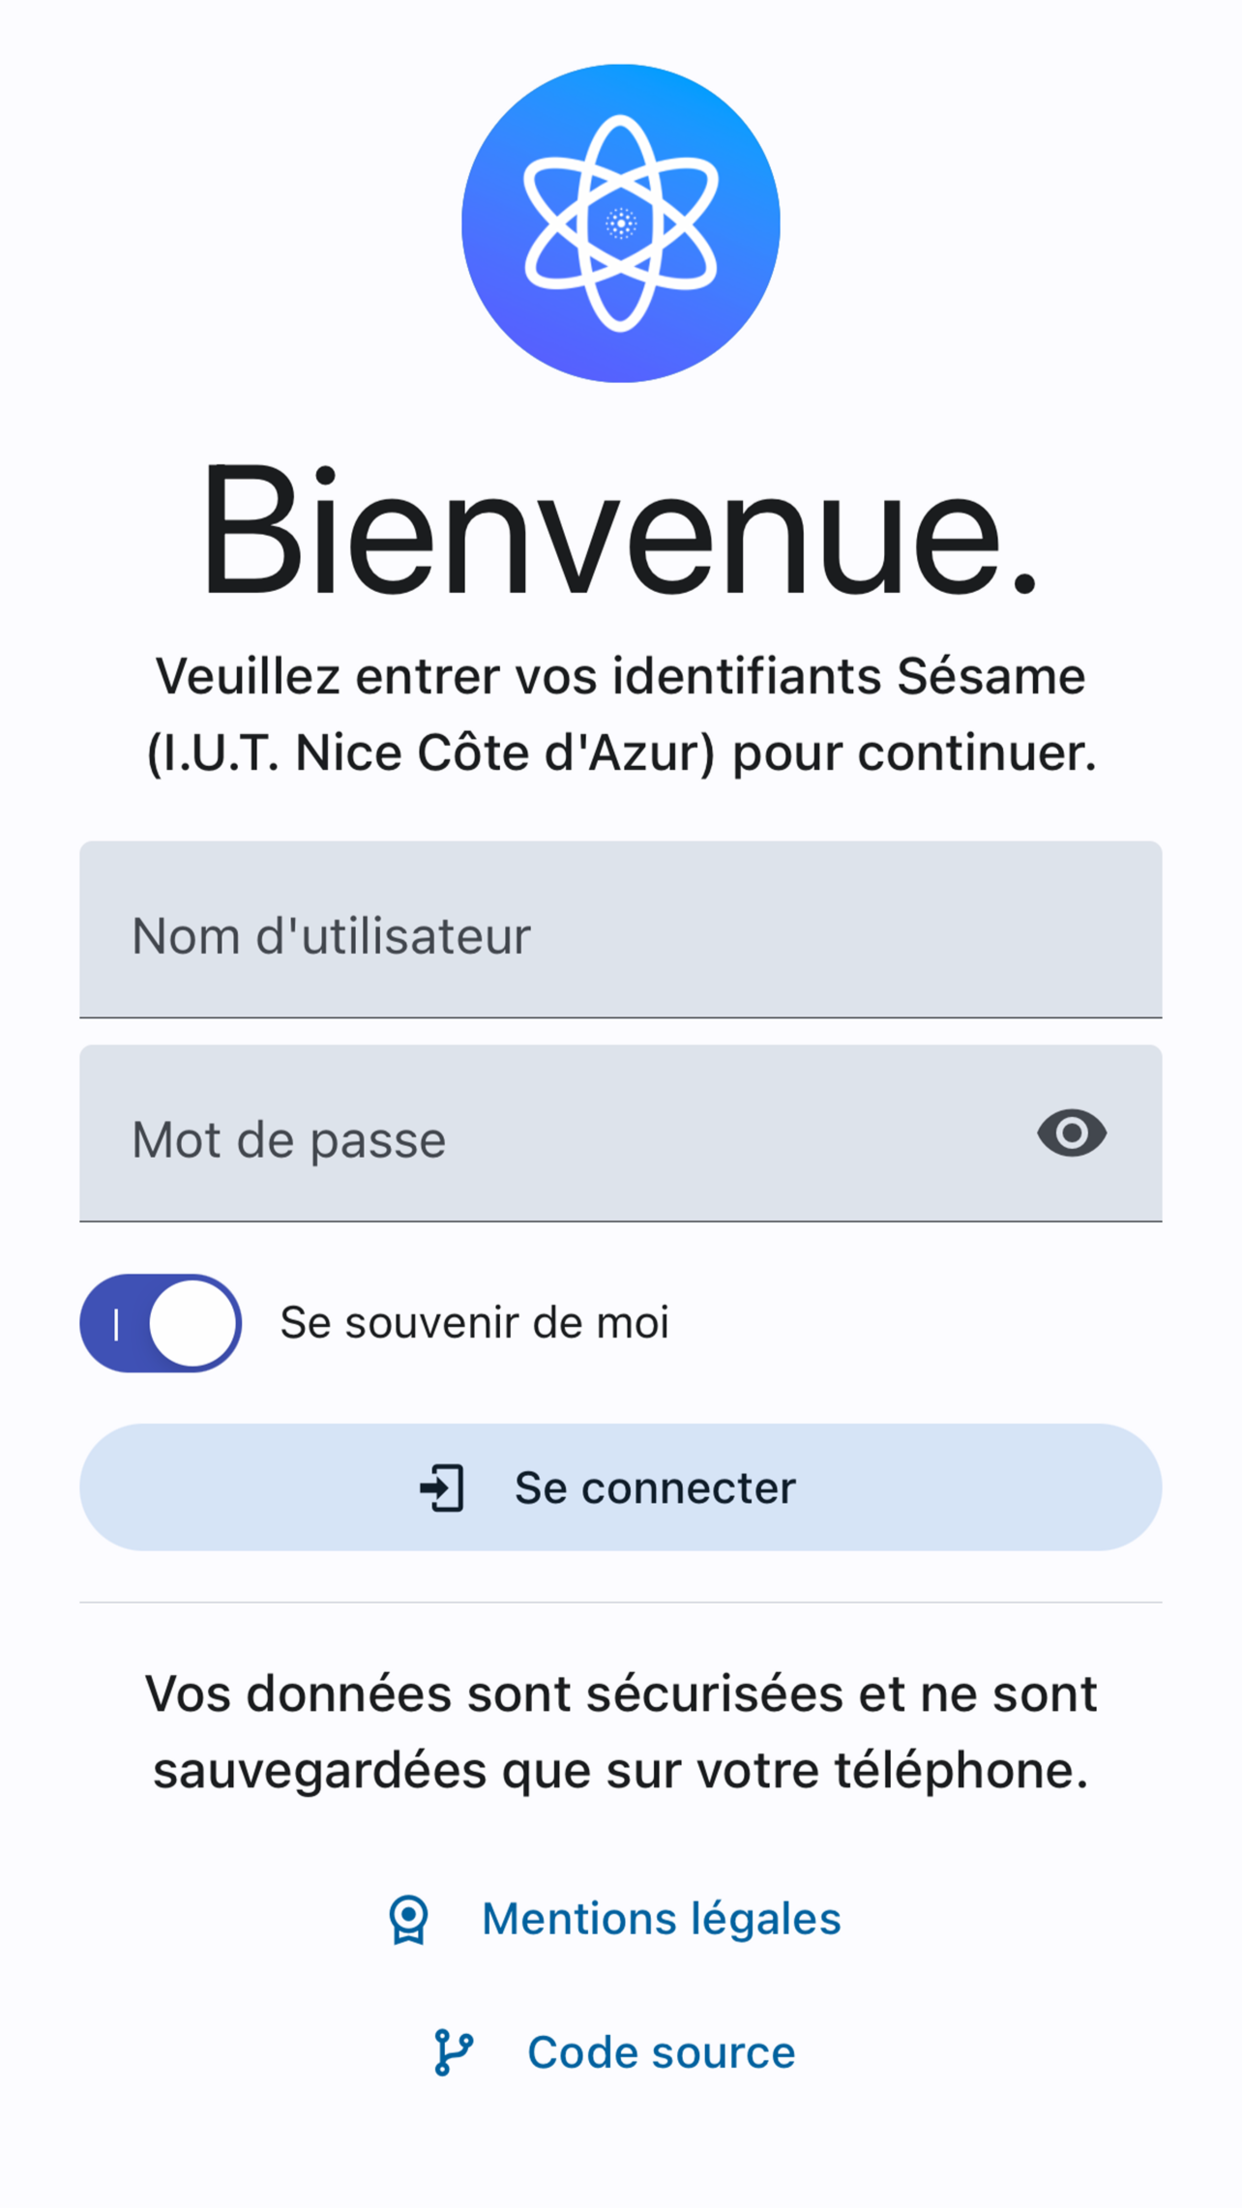 Bienvenue.
Veuillez entrer vos identifiants Sésame
(I.U.T. Nice Côte d'Azur) pour continuer.
Nom d'utilisateur
Mot de passe
Se souvenir de moi
Se connecter
Vos données sont sécurisées et ne sont
sauvegardées que sur votre téléphone.
Mentions légales
Code source